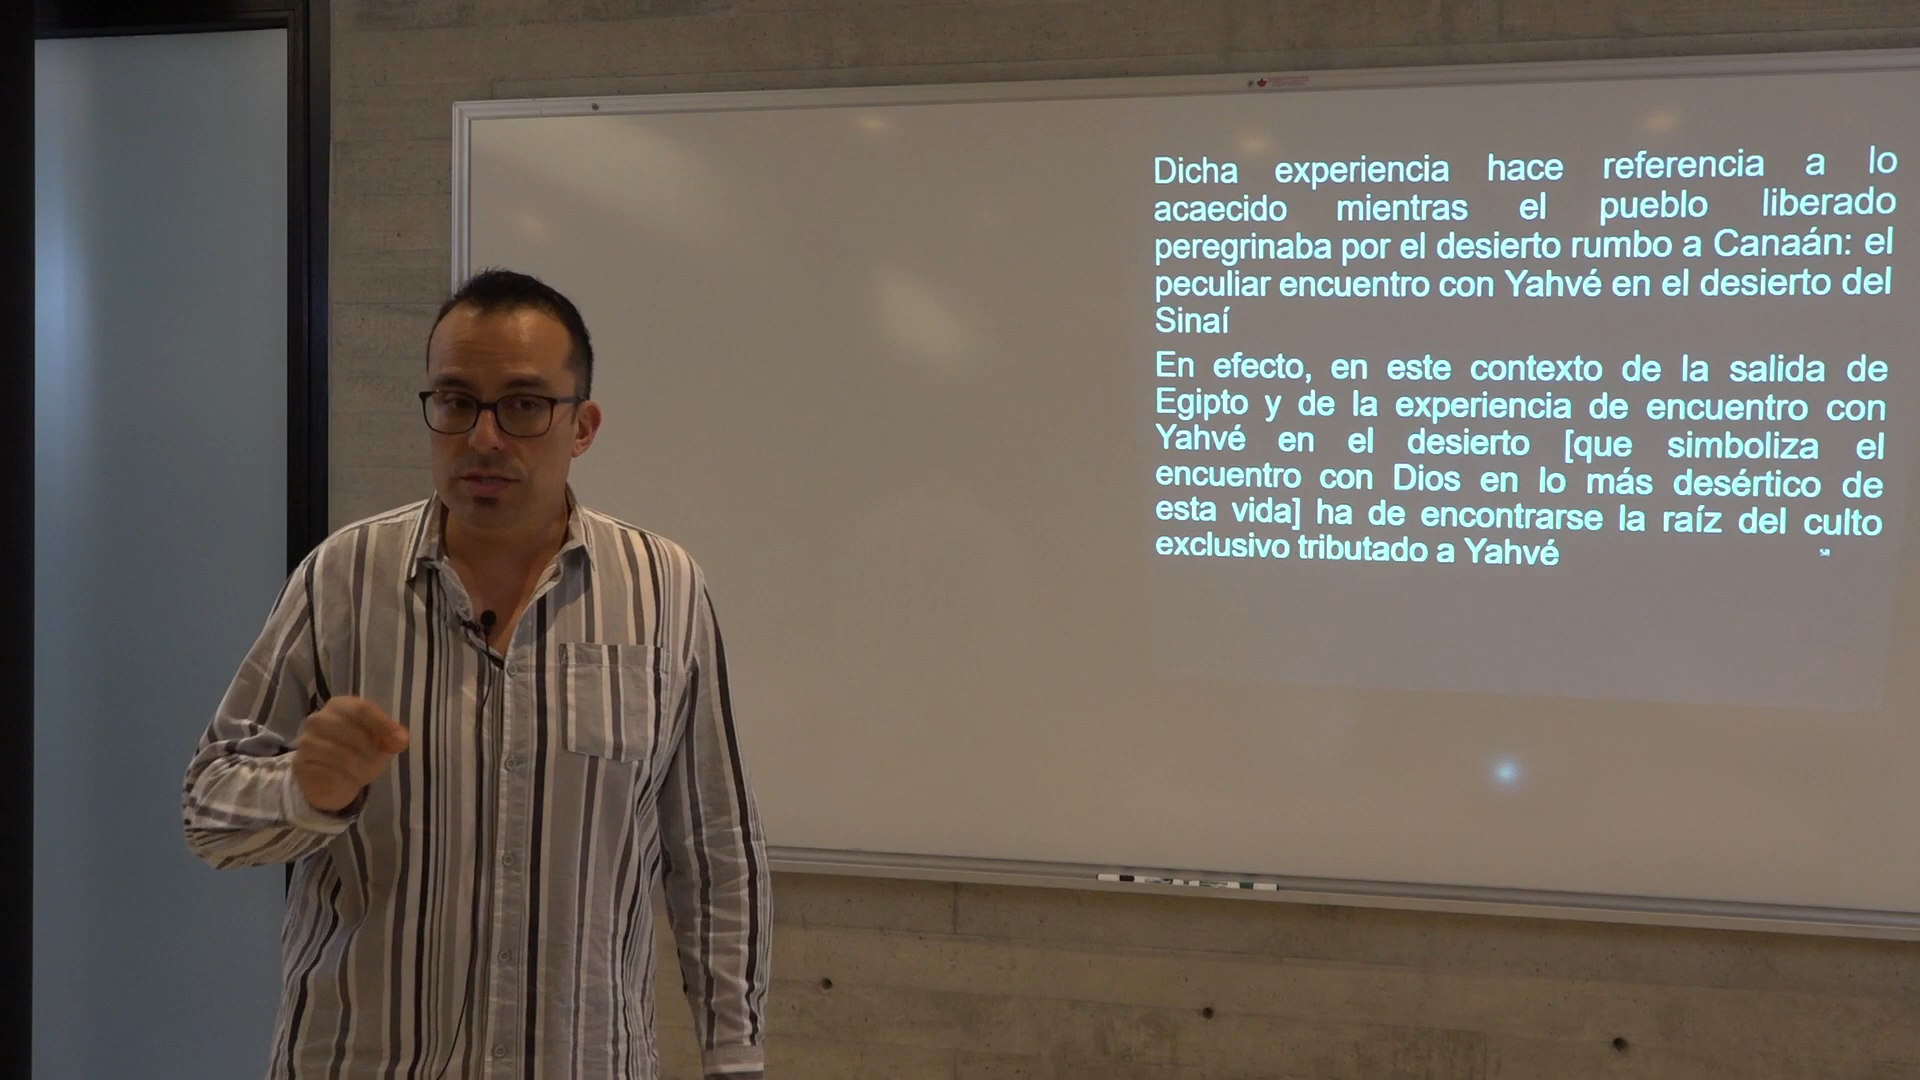 Dicha experiencia hace referencia a lo
acaecido mientras el pueblo liberado
peregrinaba por el desierto rumbo a Canaán: el
peculiar encuentro con Yahvé en el desierto del
Sinaí
En efecto, en este contexto de la salida de
Egipto y de la experiencia de encuentro con
Yahvé en el desierto [que simboliza el
encuentro con Dios en lo más desértico de
esta vida] ha de encontrarse la raíz del culto
exclusivo tributado a Yahvé